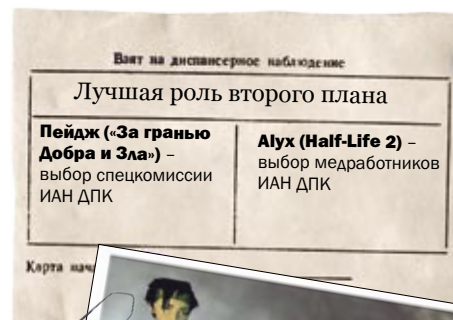 Взят на диспансерное наблюдение
Лучшая роль второго плана
Пейдж («За гранью
Добра и Зла») –
выбор спецкомиссии
ИАН ДПК
Alyx (Half-Life 2) –
выбор медработников
ИАН ДПК
Карта